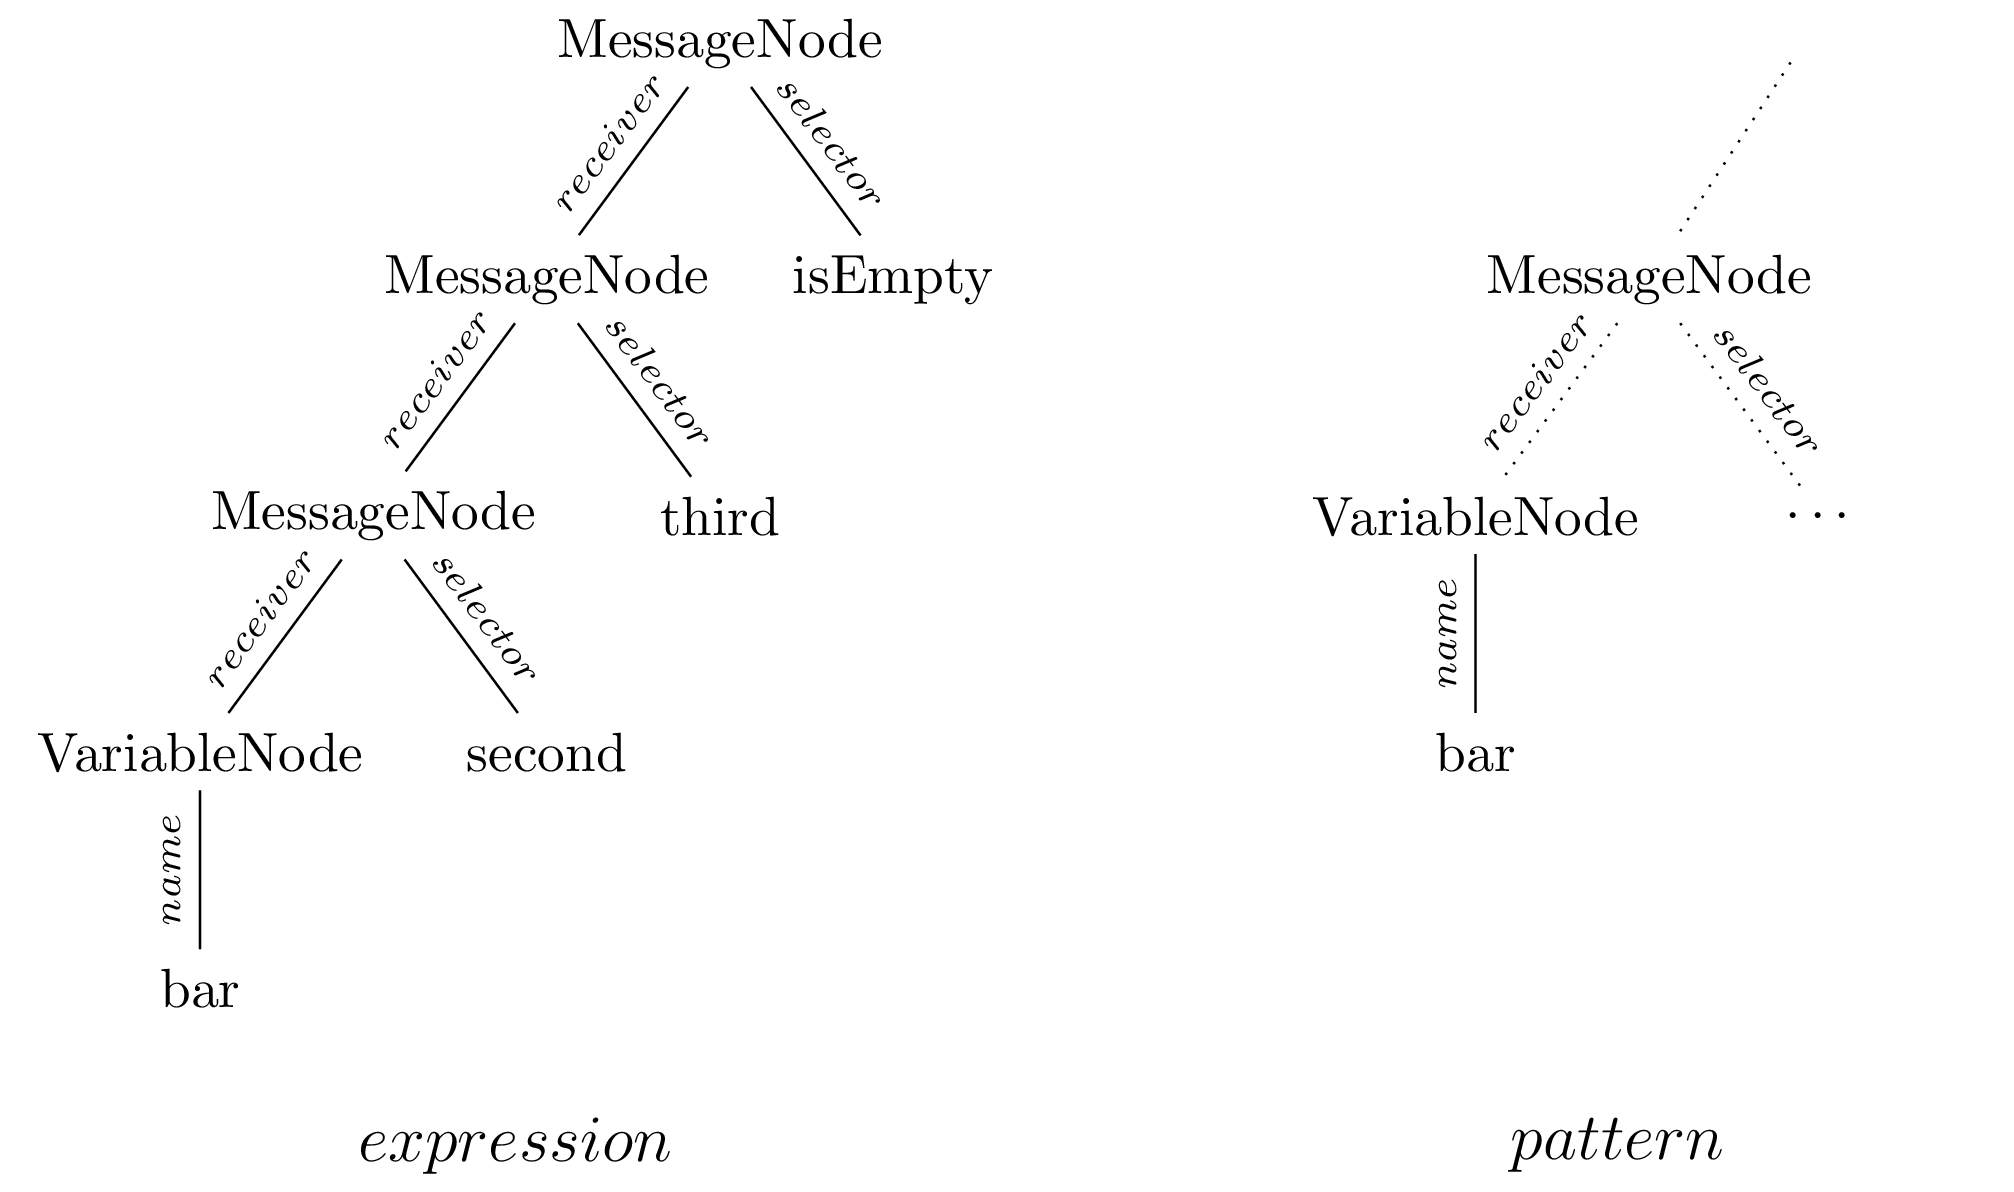 MessageNode
receiver selector
MessageNode isEmpty MessageNode
receiver selector receiver selector
MessageNode third VariableNode ...
receiver selector name
VariableNode second bar
name
bar
expression pattern